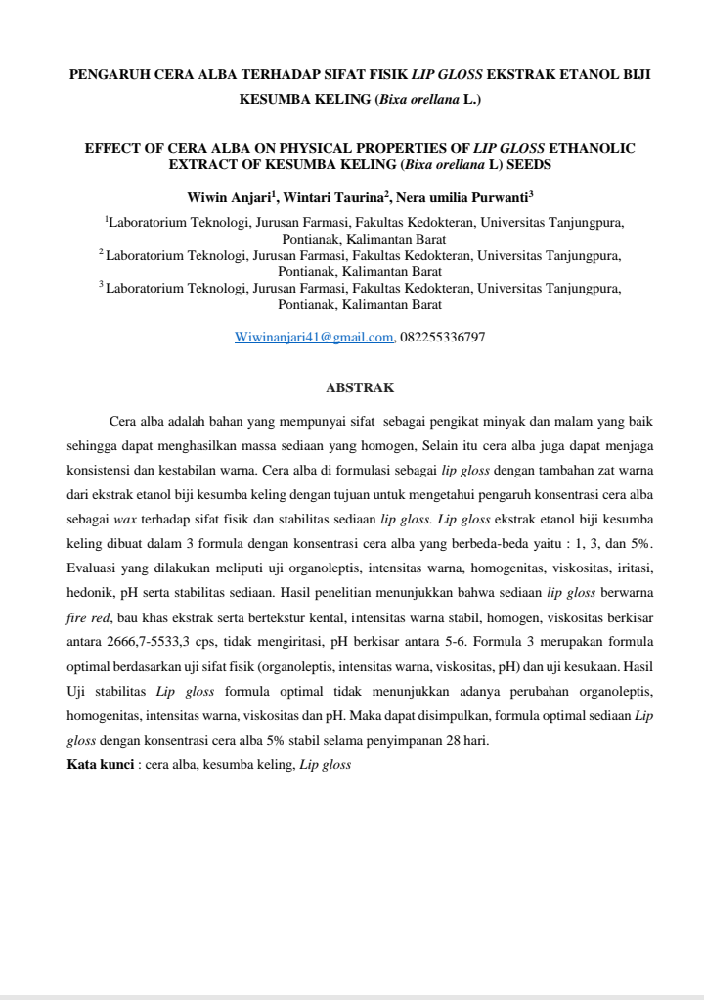 PENGARUH CERA ALBA TERHADAP SIFAT FISIK LIP GLOSS EKSTRAK ETANOL BIJI
KESUMBA KELING (Bixa orellana L.)
EFFECT OF CERA ALBA ON PHYSICAL PROPERTIES OF LIP GLOSS ETHANOLIC
EXTRACT OF KESUMBA KELING (Bixa orellana L) SEEDS
Wiwin Anjari1, Wintari Taurina2, Nera umilia Purwanti3
1Laboratorium Teknologi, Jurusan Farmasi, Fakultas Kedokteran, Universitas Tanjungpura,
Pontianak, Kalimantan Barat
2 Laboratorium Teknologi, Jurusan Farmasi, Fakultas Kedokteran, Universitas Tanjungpura,
Pontianak, Kalimantan Barat
3 Laboratorium Teknologi, Jurusan Farmasi, Fakultas Kedokteran, Universitas Tanjungpura,
Pontianak, Kalimantan Barat
Wiwinanjari41@gmail.com, 082255336797
ABSTRAK
Cera alba adalah bahan yang mempunyai sifat sebagai pengikat minyak dan malam yang baik
sehingga dapat menghasilkan massa sediaan yang homogen, Selain itu cera alba juga dapat menjaga
konsistensi dan kestabilan warna. Cera alba di formulasi sebagai lip gloss dengan tambahan zat warna
dari ekstrak etanol biji kesumba keling dengan tujuan untuk mengetahui pengaruh konsentrasi cera alba
sebagai wax terhadap sifat fisik dan stabilitas sediaan lip gloss. Lip gloss ekstrak etanol biji kesumba
keling dibuat dalam 3 formula dengan konsentrasi cera alba yang berbeda-beda yaitu : 1, 3, dan 5%.
Evaluasi yang dilakukan meliputi uji organoleptis, intensitas warna, homogenitas, viskositas, iritasi,
hedonik, pH serta stabilitas sediaan. Hasil penelitian menunjukkan bahwa sediaan lip gloss berwarna
fire red, bau khas ekstrak serta bertekstur kental, intensitas warna stabil, homogen, viskositas berkisar
antara 2666,7-5533,3 cps, tidak mengiritasi, pH berkisar antara 5-6. Formula 3 merupakan formula
optimal berdasarkan uji sifat fisik (organoleptis, intensitas warna, viskositas, pH) dan uji kesukaan. Hasil
Uji stabilitas Lip gloss formula optimal tidak menunjukkan adanya perubahan organoleptis,
homogenitas, intensitas warna, viskositas dan pH. Maka dapat disimpulkan, formula optimal sediaan Lip
gloss dengan konsentrasi cera alba 5% stabil selama penyimpanan 28 hari.
Kata kunci : cera alba, kesumba keling, Lip gloss